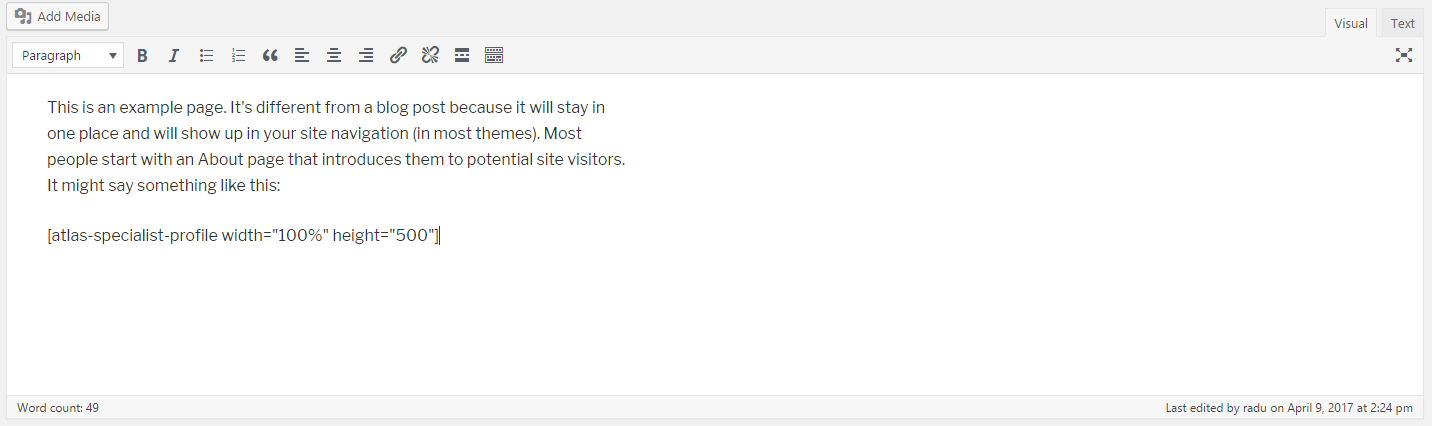 Add Media
Visual Text
Paragraph
This is an example page. It's different from a blog post because it will stay in
one place and will show up in your site navigation (in most themes). Most
people start with an About page that introduces them to potential site visitors.
It might say something like this:
[atlas-specialist-profile width="100%" height="500"]
Word count: 49
Last edited by radu on April 9, 2017 at 2:24 pm